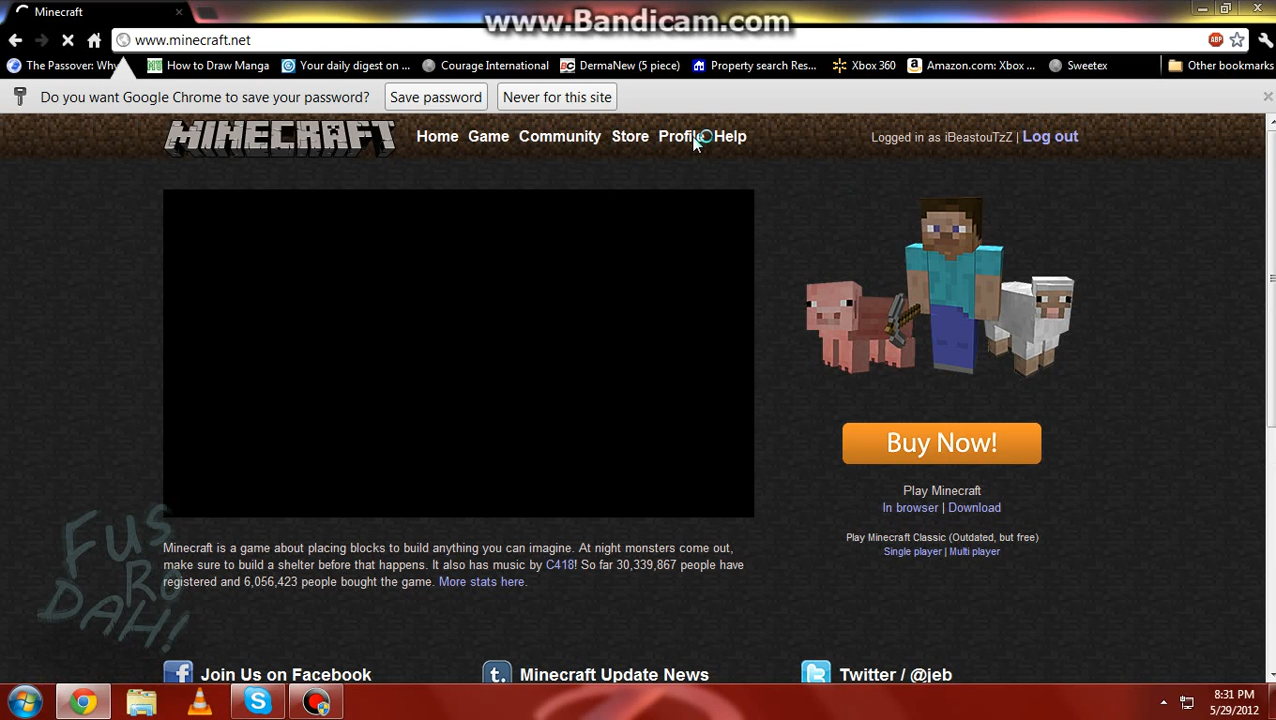 Minecraft
www.Bandicam.com
www.minecraft.net
ABP
The Passover: Wh
How to Draw Manga
Your daily digest on ...
Courage International
DermaNew (5 piece)
Property search Res...
Xbox 360
Amazon.com: Xbox ...
Sweetex
Other bookmarks
Do you want Google Chrome to save your password?
Save password
Never for this site
MINECRAFT
Home
Game
Community
Store
Profile
Help
Logged in as iBeastouTzZ | Log out
Buy Now!
Play Minecraft
In browser | Download
Play Minecraft Classic (Outdated, but free)
Single player | Multi player
FUS
RO
DAH!
Minecraft is a game about placing blocks to build anything you can imagine. At night monsters come out,
make sure to build a shelter before that happens. It also has music by C418! So far 30,339,867 people have
registered and 6,056,423 people bought the game. More stats here.
Join Us on Facebook
Minecraft Update News
Twitter / @jeb
8:31 PM
5/29/2012